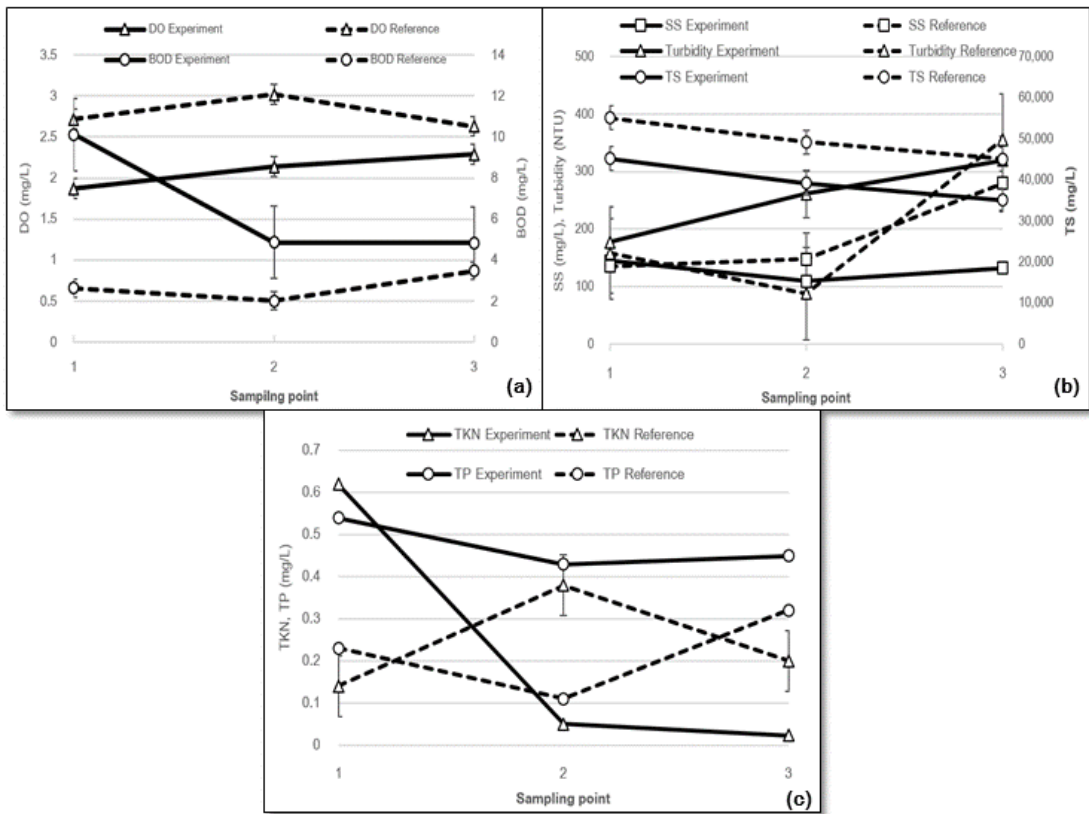 DO Experiment DO Reference
BOD Experiment BOD Reference
3.5 14
3 12
2.5 10
2 8
1.5 6
1 4
0.5 2
0 0
DO (mg/L)
BOD (mg/L)
1 2 3
Sampilng point
(a)
SS Experiment SS Reference
Turbidity Experiment Turbidity Reference
TS Experiment TS Reference
500 70,000
400 60,000
300 50,000
200 40,000
100 30,000
0 20,000
10,000
0
SS (mg/L), Turbidity (NTU)
TS (mg/L)
1 2 3
Sampling point
(b)
TKN Experiment TKN Reference
TP Experiment TP Reference
0.7
0.6
0.5
0.4
0.3
0.2
0.1
0
TKN, TP (mg/L)
1 2 3
Sampling point
(c)